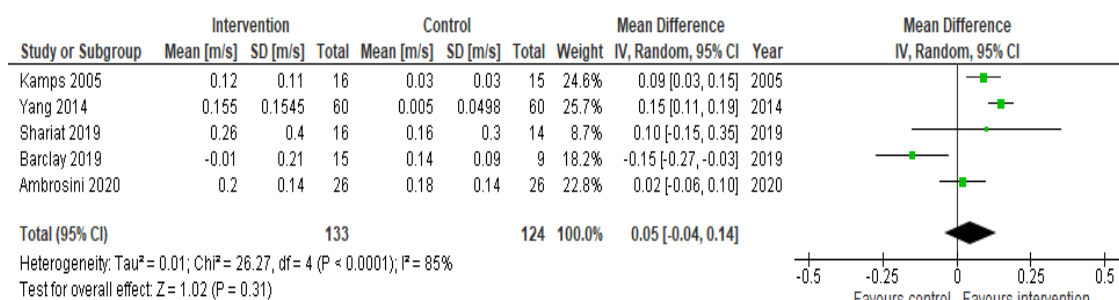 Intervention Control Mean Difference Mean Difference
Study or Subgroup Mean [m/s] SD [m/s] Total Mean [m/s] SD [m/s] Total Weight IV, Random, 95% CI Year IV, Random, 95% CI
Kamps 2005 0.12 0.11 16 0.03 0.03 15 24.6% 0.09 [0.03, 0.15] 2005
Yang 2014 0.155 0.1545 60 0.005 0.0498 60 25.7% 0.15 [0.11, 0.19] 2014
Shariat 2019 0.26 0.4 16 0.16 0.3 14 8.7% 0.10 [-0.15, 0.35] 2019
Barclay 2019 -0.01 0.21 15 0.14 0.09 9 18.2% -0.15 [-0.27, -0.03] 2019
Ambrosini 2020 0.2 0.14 26 0.18 0.14 26 22.8% 0.02 [-0.06, 0.10] 2020
Total (95% CI) 133 124 100.0% 0.05 [-0.04, 0.14]
Heterogeneity: Tau² = 0.01; Chi² = 26.27, df = 4 (P < 0.0001); I² = 85%
Test for overall effect: Z = 1.02 (P = 0.31)
-0.5 -0.25 0 0.25 0.5
Favours control Favours intervention